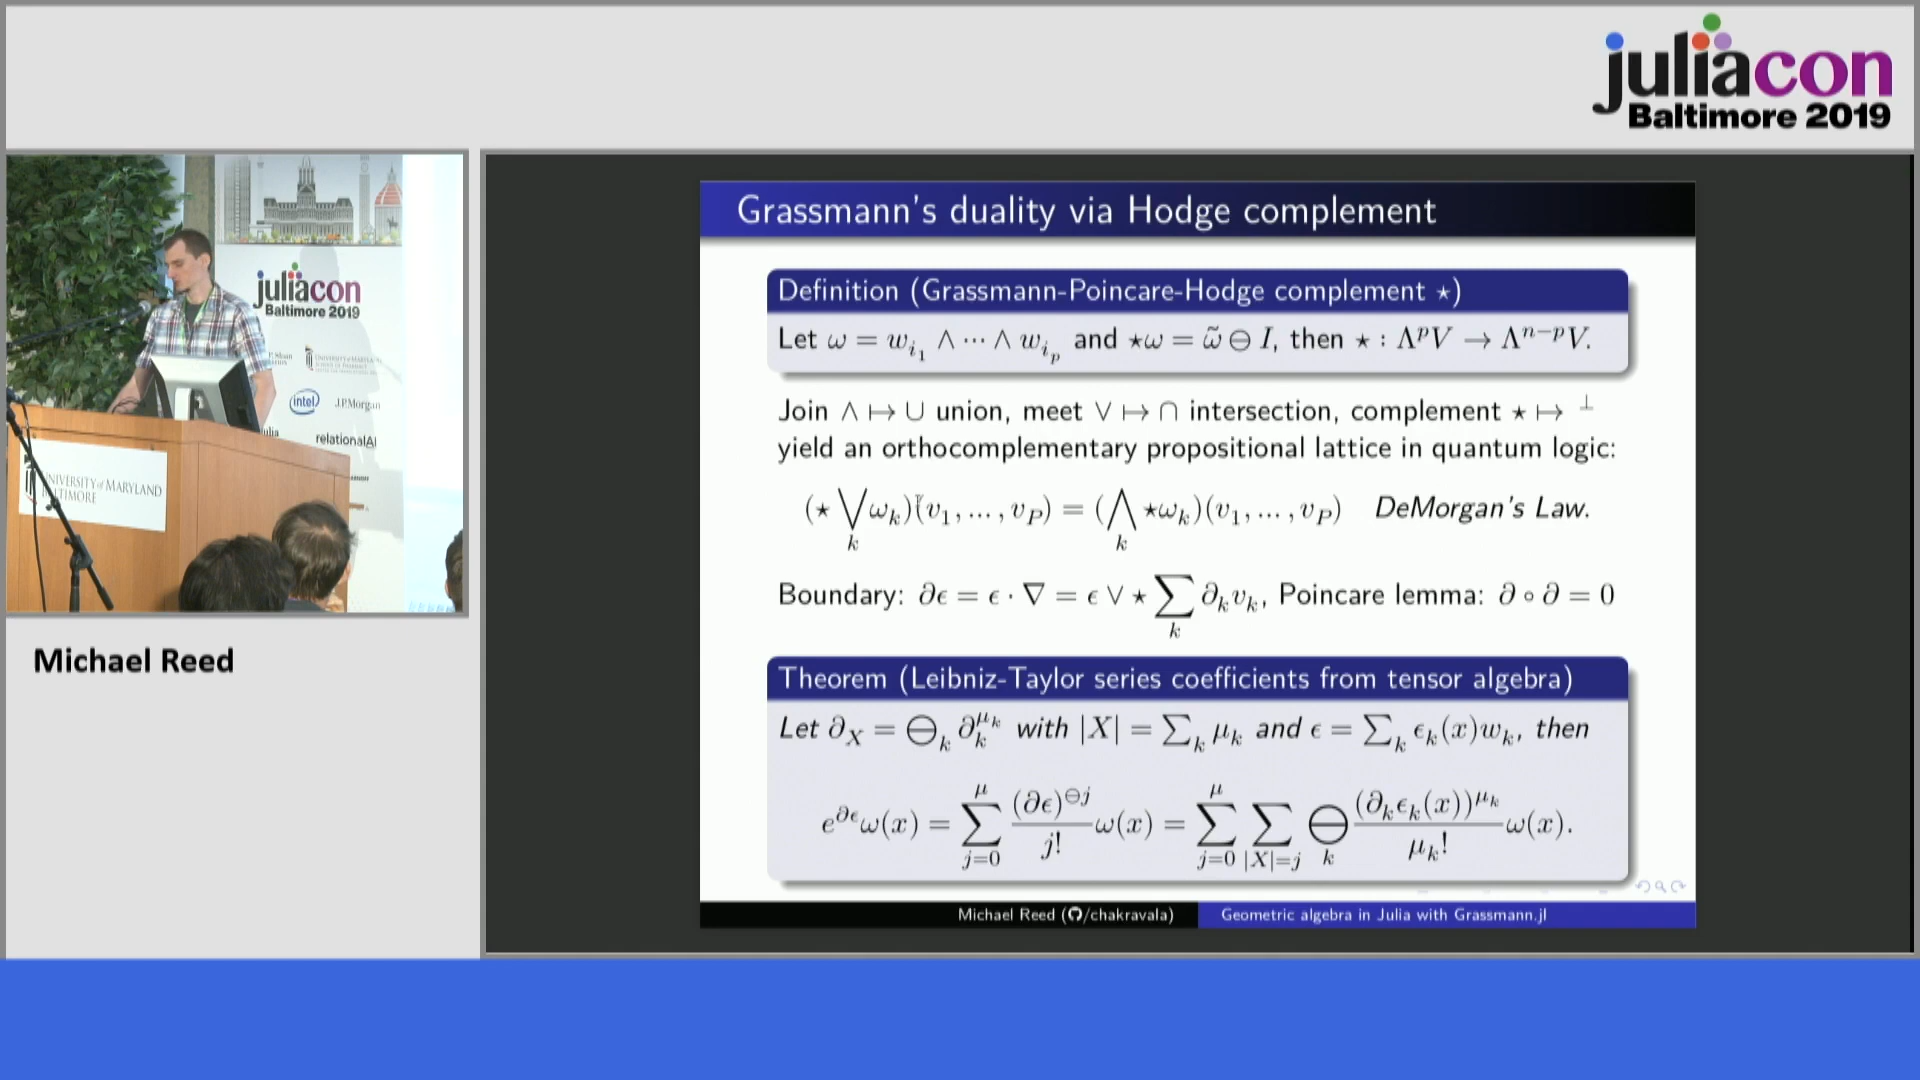 juliacon
Baltimore 2019
juliacon
Baltimore 2019
intel
J.P.Morgan
relationalAI
UNIVERSITY of MARYLAND
BALTIMORE
Michael Reed
Grassmann's duality via Hodge complement
Definition (Grassmann-Poincare-Hodge complement ⋆)
Let ω = w_{i_1} ∧ ⋯ ∧ w_{i_p} and ⋆ω = ω̃ ⊖ I, then ⋆ : Λ^pV → Λ^{n−p}V.
Join ∧ ↦ ∪ union, meet ∨ ↦ ∩ intersection, complement ⋆ ↦ ⊥
yield an orthocomplementary propositional lattice in quantum logic:
(⋆ ⋁_k ω_k)(v_1, … , v_P) = (⋀_k ⋆ω_k)(v_1, … , v_P) DeMorgan's Law.
Boundary: ∂ϵ = ϵ · ∇ = ϵ ∨ ⋆ ∑_k ∂_k v_k, Poincare lemma: ∂ ∘ ∂ = 0
Theorem (Leibniz-Taylor series coefficients from tensor algebra)
Let ∂_X = ⊖_k ∂_k^{μ_k} with |X| = ∑_k μ_k and ϵ = ∑_k ϵ_k(x)w_k, then
e^{∂ϵ}ω(x) = ∑_{j=0}^{μ} (∂ϵ)^{⊖j}/j! ω(x) = ∑_{j=0}^{μ} ∑_{|X|=j} ⊖_k (∂_kϵ_k(x))^{μ_k}/μ_k! ω(x).
Michael Reed (/chakravala)
Geometric algebra in Julia with Grassmann.jl